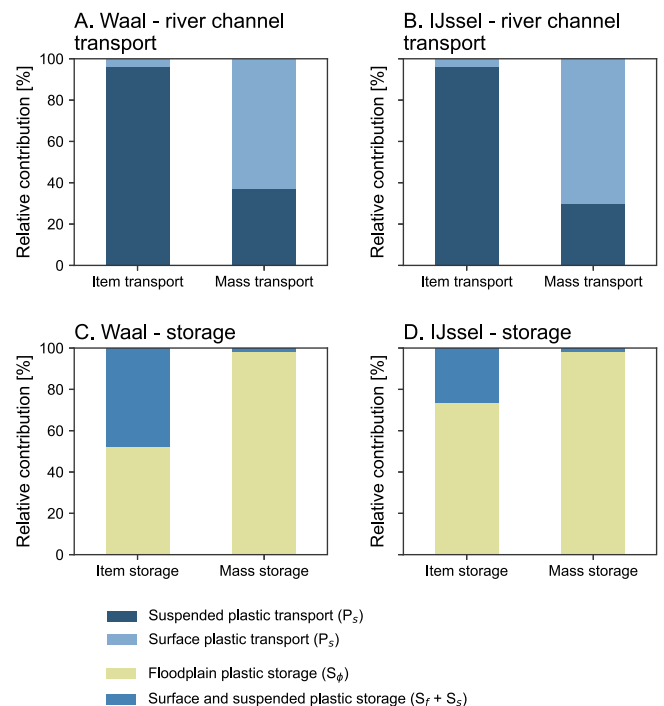 A. Waal - river channel
transport
B. IJssel - river channel
transport
Relative contribution [%]
100
80
60
40
20
0
Item transport
Mass transport
Relative contribution [%]
100
80
60
40
20
0
Item transport
Mass transport
C. Waal - storage
D. IJssel - storage
Relative contribution [%]
100
80
60
40
20
0
Item storage
Mass storage
Relative contribution [%]
100
80
60
40
20
0
Item storage
Mass storage
Suspended plastic transport (Pₛ)
Surface plastic transport (Pₛ)
Floodplain plastic storage (S_ϕ)
Surface and suspended plastic storage (S_f + S_s)